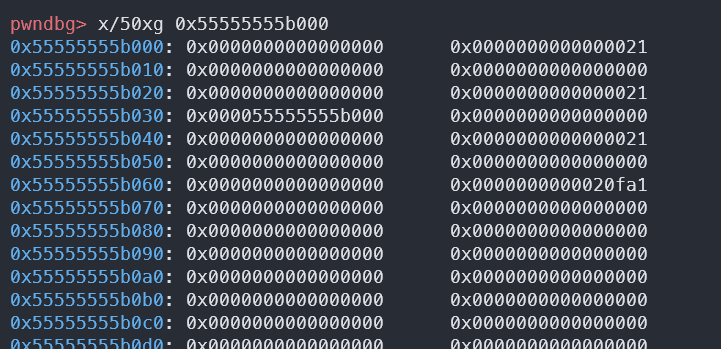 pwndbg> x/50xg 0x55555555b000
0x55555555b000: 0x0000000000000000 0x0000000000000021
0x55555555b010: 0x0000000000000000 0x0000000000000000
0x55555555b020: 0x0000000000000000 0x0000000000000021
0x55555555b030: 0x000055555555b000 0x0000000000000000
0x55555555b040: 0x0000000000000000 0x0000000000000021
0x55555555b050: 0x0000000000000000 0x0000000000000000
0x55555555b060: 0x0000000000000000 0x0000000000020fa1
0x55555555b070: 0x0000000000000000 0x0000000000000000
0x55555555b080: 0x0000000000000000 0x0000000000000000
0x55555555b090: 0x0000000000000000 0x0000000000000000
0x55555555b0a0: 0x0000000000000000 0x0000000000000000
0x55555555b0b0: 0x0000000000000000 0x0000000000000000
0x55555555b0c0: 0x0000000000000000 0x0000000000000000
0x55555555b0d0: 0x0000000000000000 0x0000000000000000